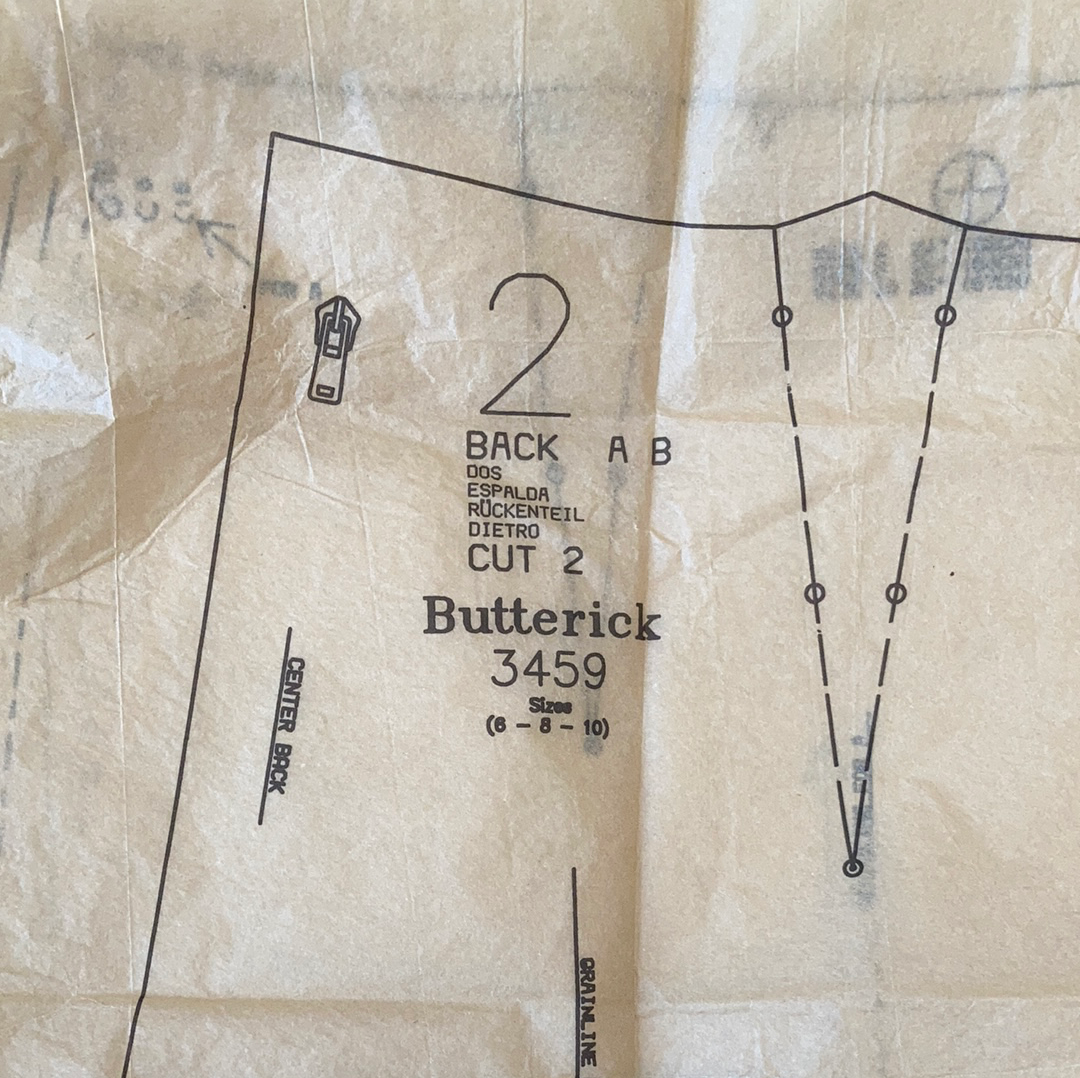 2
BACK A B
DOS
ESPALDA
RÜCKENTEIL
DIETRO
CUT 2
Butterick
3459
Sizes
(6 – 8 – 10)
CENTER BACK
GRAINLINE